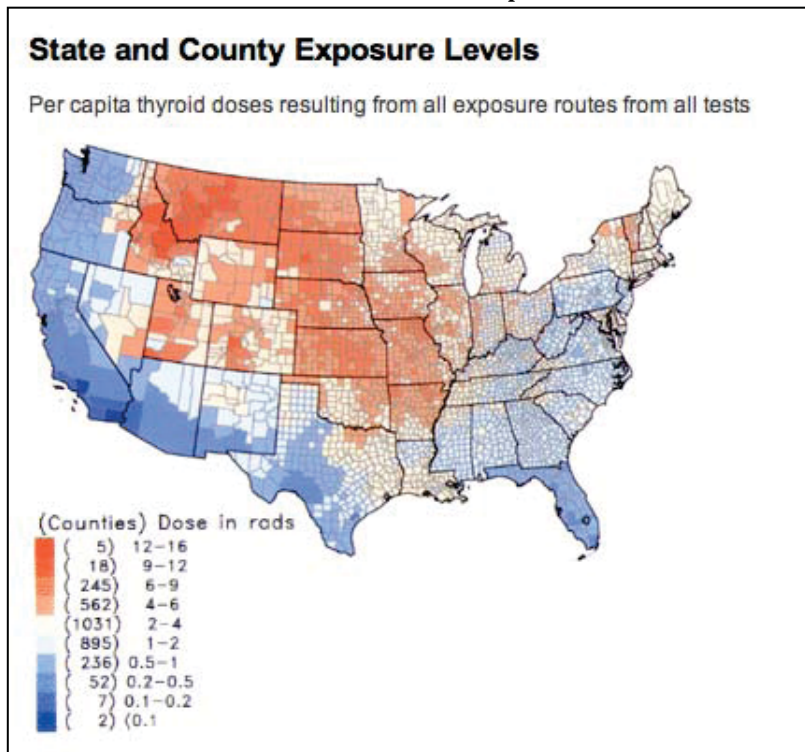 State and County Exposure Levels
Per capita thyroid doses resulting from all exposure routes from all tests
(Counties) Dose in rads
( 5) 12-16
( 18) 9-12
( 245) 6-9
( 562) 4-6
(1031) 2-4
( 895) 1-2
( 236) 0.5-1
( 52) 0.2-0.5
( 7) 0.1-0.2
( 2) <0.1